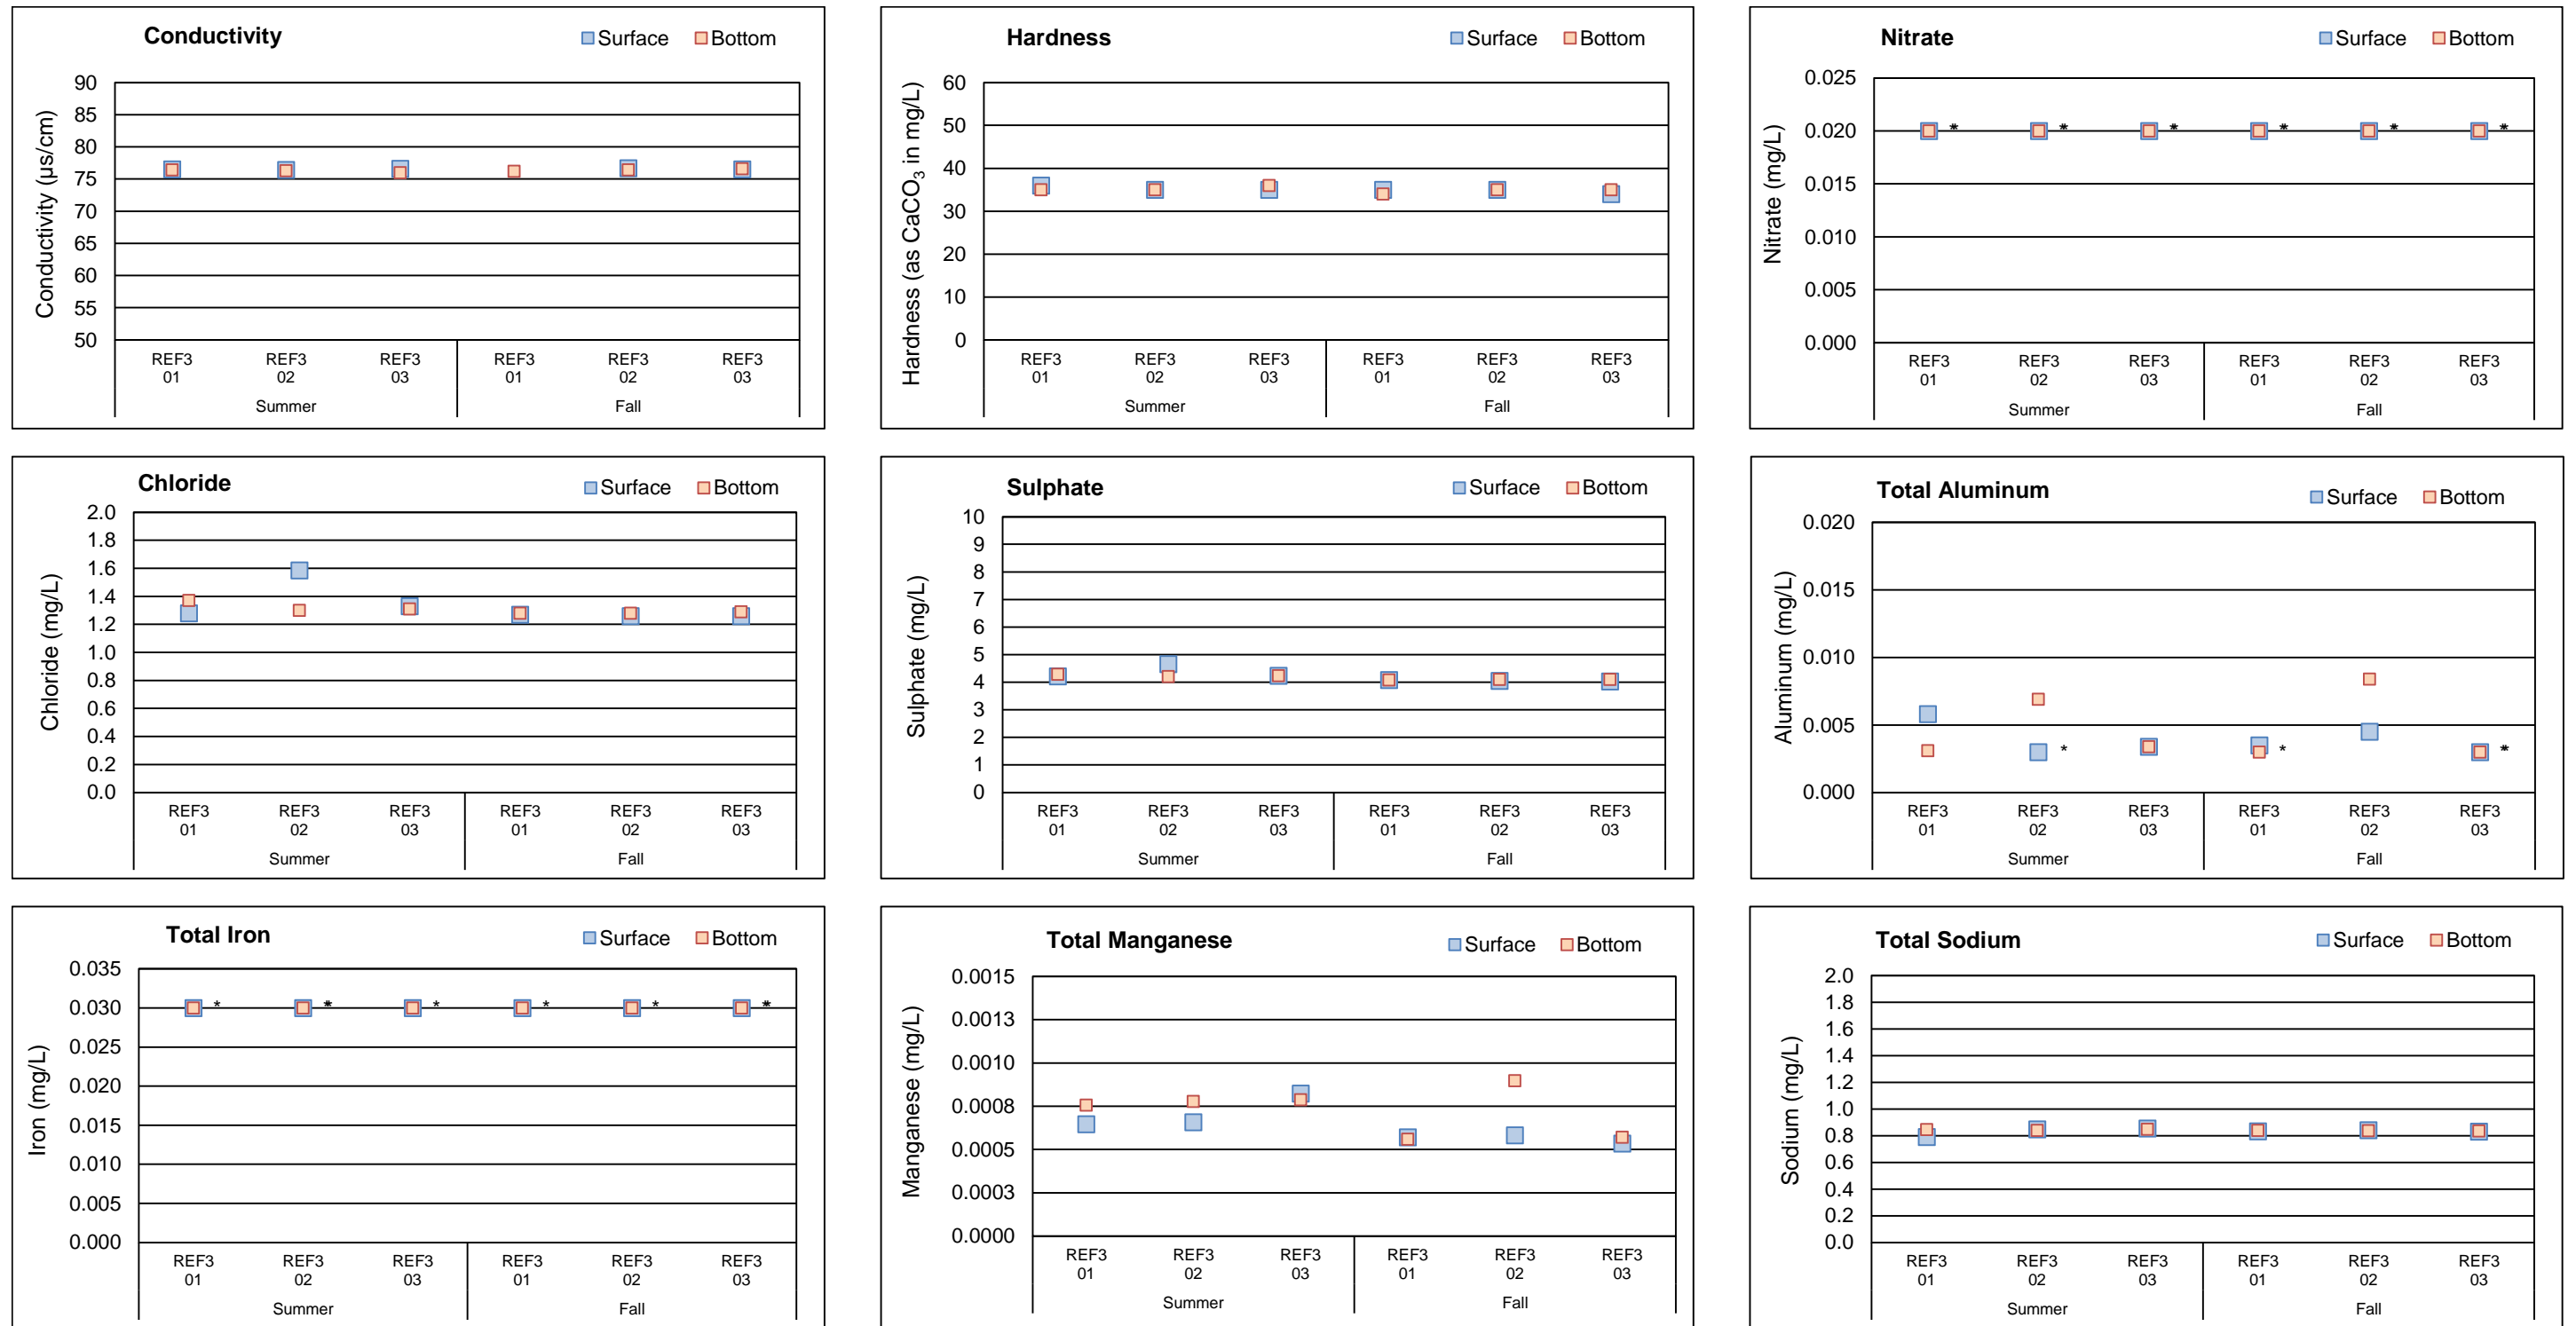 Conductivity
Surface Bottom
Conductivity (µs/cm)
90
85
80
75
70
65
60
55
50
REF3 REF3 REF3 REF3 REF3 REF3
01 02 03 01 02 03
Summer Fall
Hardness
Surface Bottom
Hardness (as CaCO3 in mg/L)
60
50
40
30
20
10
0
REF3 REF3 REF3 REF3 REF3 REF3
01 02 03 01 02 03
Summer Fall
Nitrate
Surface Bottom
Nitrate (mg/L)
0.025
0.020
0.015
0.010
0.005
0.000
** ** ** ** ** **
REF3 REF3 REF3 REF3 REF3 REF3
01 02 03 01 02 03
Summer Fall
Chloride
Surface Bottom
Chloride (mg/L)
2.0
1.8
1.6
1.4
1.2
1.0
0.8
0.6
0.4
0.2
0.0
REF3 REF3 REF3 REF3 REF3 REF3
01 02 03 01 02 03
Summer Fall
Sulphate
Surface Bottom
Sulphate (mg/L)
10
9
8
7
6
5
4
3
2
1
0
REF3 REF3 REF3 REF3 REF3 REF3
01 02 03 01 02 03
Summer Fall
Total Aluminum
Surface Bottom
Aluminum (mg/L)
0.020
0.015
0.010
0.005
0.000
* * **
REF3 REF3 REF3 REF3 REF3 REF3
01 02 03 01 02 03
Summer Fall
Total Iron
Surface Bottom
Iron (mg/L)
0.035
0.030
0.025
0.020
0.015
0.010
0.005
0.000
* ** * * * **
REF3 REF3 REF3 REF3 REF3 REF3
01 02 03 01 02 03
Summer Fall
Total Manganese
Surface Bottom
Manganese (mg/L)
0.0015
0.0013
0.0010
0.0008
0.0005
0.0003
0.0000
REF3 REF3 REF3 REF3 REF3 REF3
01 02 03 01 02 03
Summer Fall
Total Sodium
Surface Bottom
Sodium (mg/L)
2.0
1.8
1.6
1.4
1.2
1.0
0.8
0.6
0.4
0.2
0.0
REF3 REF3 REF3 REF3 REF3 REF3
01 02 03 01 02 03
Summer Fall